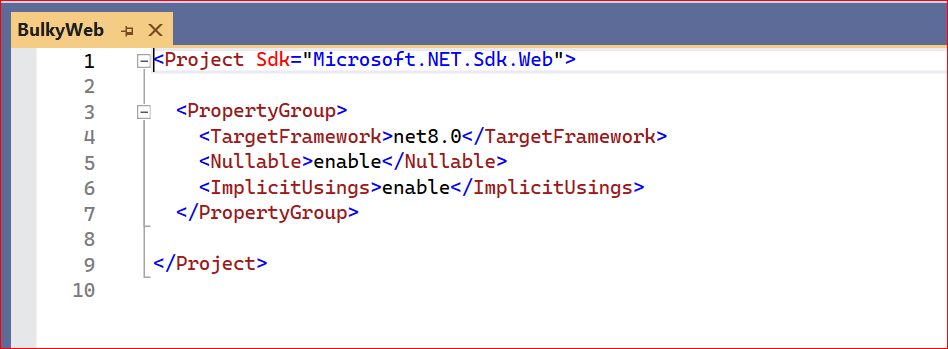 BulkyWeb
1 <Project Sdk="Microsoft.NET.Sdk.Web">
2
3 <PropertyGroup>
4 <TargetFramework>net8.0</TargetFramework>
5 <Nullable>enable</Nullable>
6 <ImplicitUsings>enable</ImplicitUsings>
7 </PropertyGroup>
8
9 </Project>
10